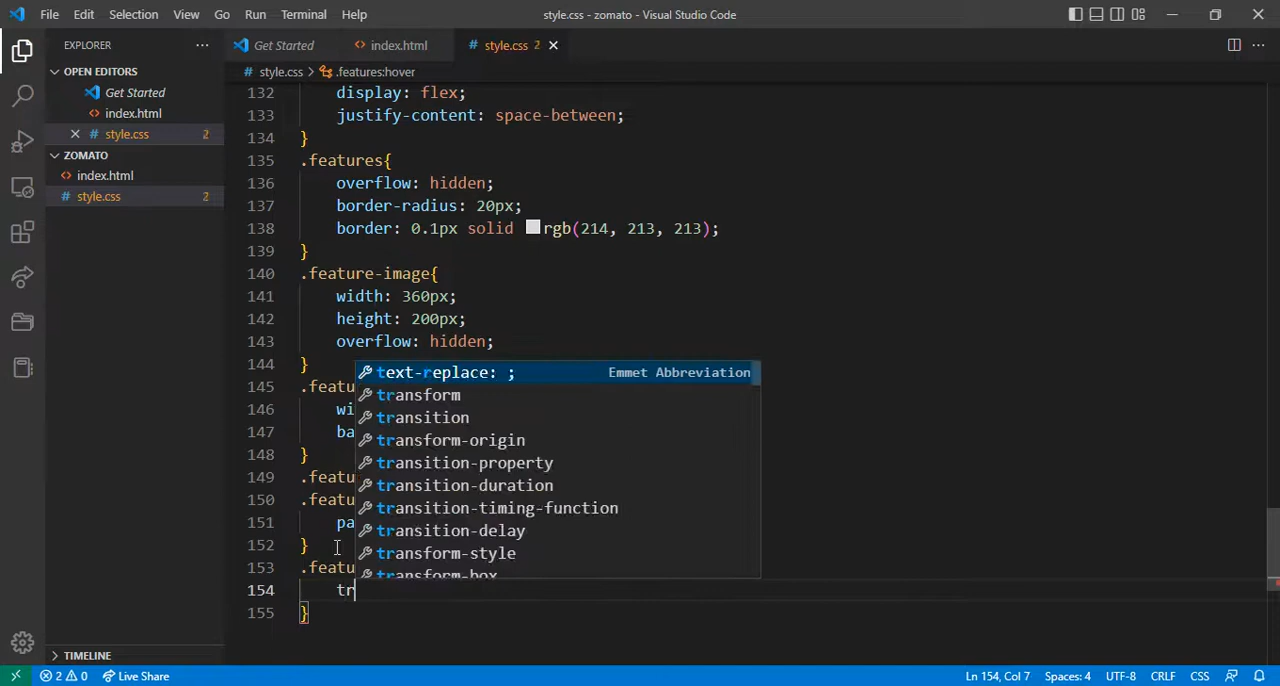 File Edit Selection View Go Run Terminal Help style.css - zomato - Visual Studio Code
EXPLORER ... Get Started index.html style.css 2
OPEN EDITORS
Get Started
index.html
style.css 2
ZOMATO
index.html
style.css 2
TIMELINE
style.css > .features:hover
132 display: flex;
133 justify-content: space-between;
134 }
135 .features{
136 overflow: hidden;
137 border-radius: 20px;
138 border: 0.1px solid rgb(214, 213, 213);
139 }
140 .feature-image{
141 width: 360px;
142 height: 200px;
143 overflow: hidden;
144 }
145 .featu
146 wi
147 ba
148 }
149 .featu
150 .featu
151 pa
152 }
153 .featu
154 tr
155 }
text-replace: ; Emmet Abbreviation
transform
transition
transform-origin
transition-property
transition-duration
transition-timing-function
transition-delay
transform-style
transform-box
2 0 Live Share Ln 154, Col 7 Spaces: 4 UTF-8 CRLF CSS